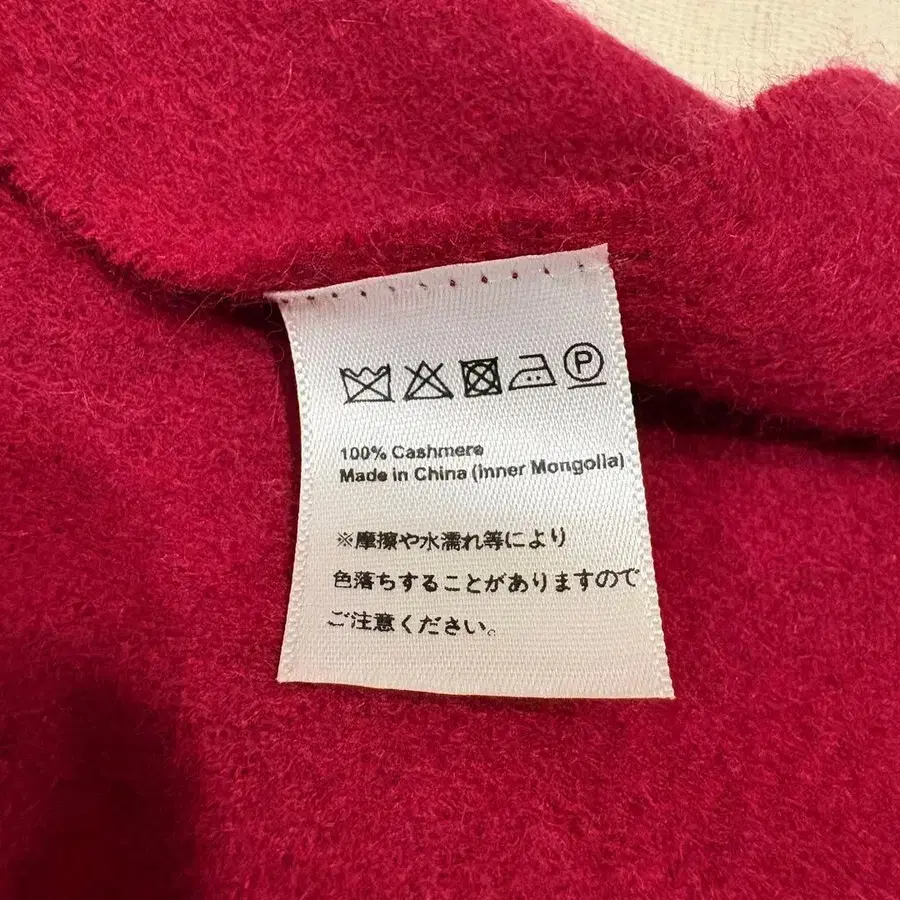 P
100% Cashmere
Made in China (Inner Mongolia)
※摩擦や水濡れ等により
色落ちすることがありますので
ご注意ください。